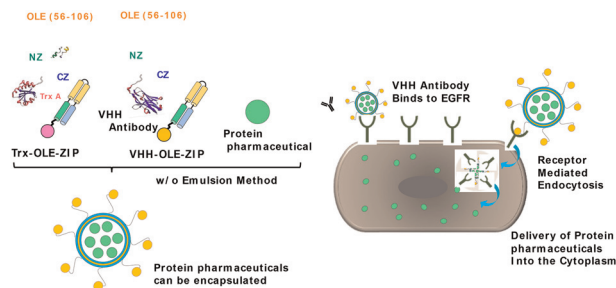 OLE (56-106)
OLE (56-106)
NZ
NZ
CZ
CZ
Trx A
VHH
Antibody
Protein
pharmaceutical
Trx-OLE-ZIP
VHH-OLE-ZIP
w/o Emulsion Method
Protein pharmaceuticals
can be encapsulated
VHH Antibody
Binds to EGFR
Receptor
Mediated
Endocytosis
Delivery of Protein
pharmaceuticals
Into the Cytoplasm